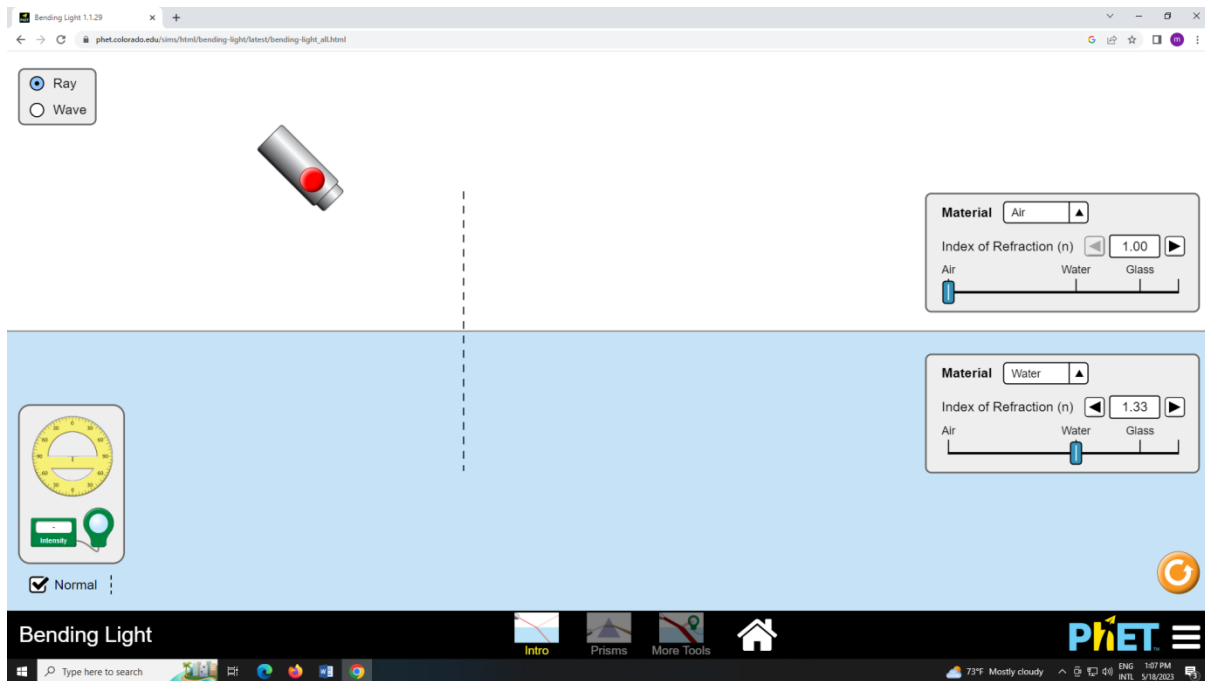 Bending Light 1.1.29
phet.colorado.edu/sims/html/bending-light/latest/bending-light_all.html
Ray
Wave
Material Air
Index of Refraction (n) 1.00
Air Water Glass
Material Water
Index of Refraction (n) 1.33
Air Water Glass
Intensity
Normal
Bending Light
Intro Prisms More Tools
PhET
Type here to search
73°F Mostly cloudy
ENG 1:07 PM
INTL 5/18/2023